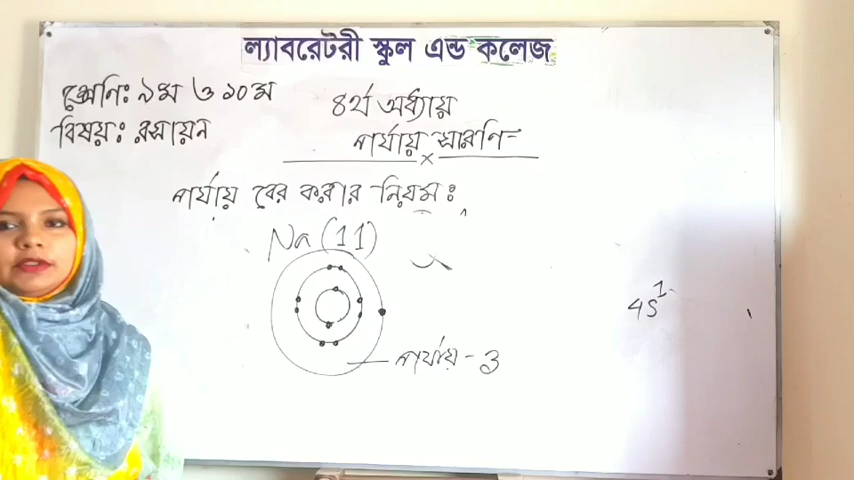 ল্যাবরেটরী স্কুল এন্ড কলেজ
শ্রেণিঃ ৯ম ও ১০ম
বিষয়ঃ রসায়ন
৪র্থ অধ্যায়
পর্যায় সারণি
পর্যায় বের করার নিয়মঃ
Na (11)
4s¹
পর্যায় - 3